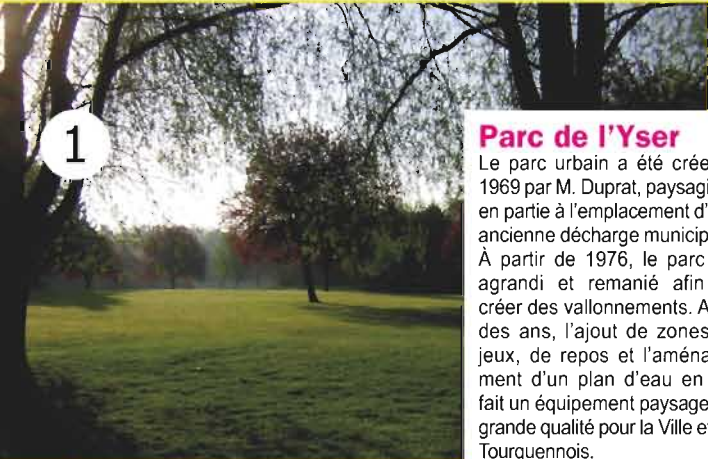 1
Parc de l'Yser
Le parc urbain a été crée
1969 par M. Duprat, paysagi
en partie à l'emplacement d'
ancienne décharge municip
À partir de 1976, le parc
agrandi et remanié afin
créer des vallonnements. A
des ans, l'ajout de zones
jeux, de repos et l'aména
ment d'un plan d'eau en
fait un équipement paysage
grande qualité pour la Ville et
Tourquennois.